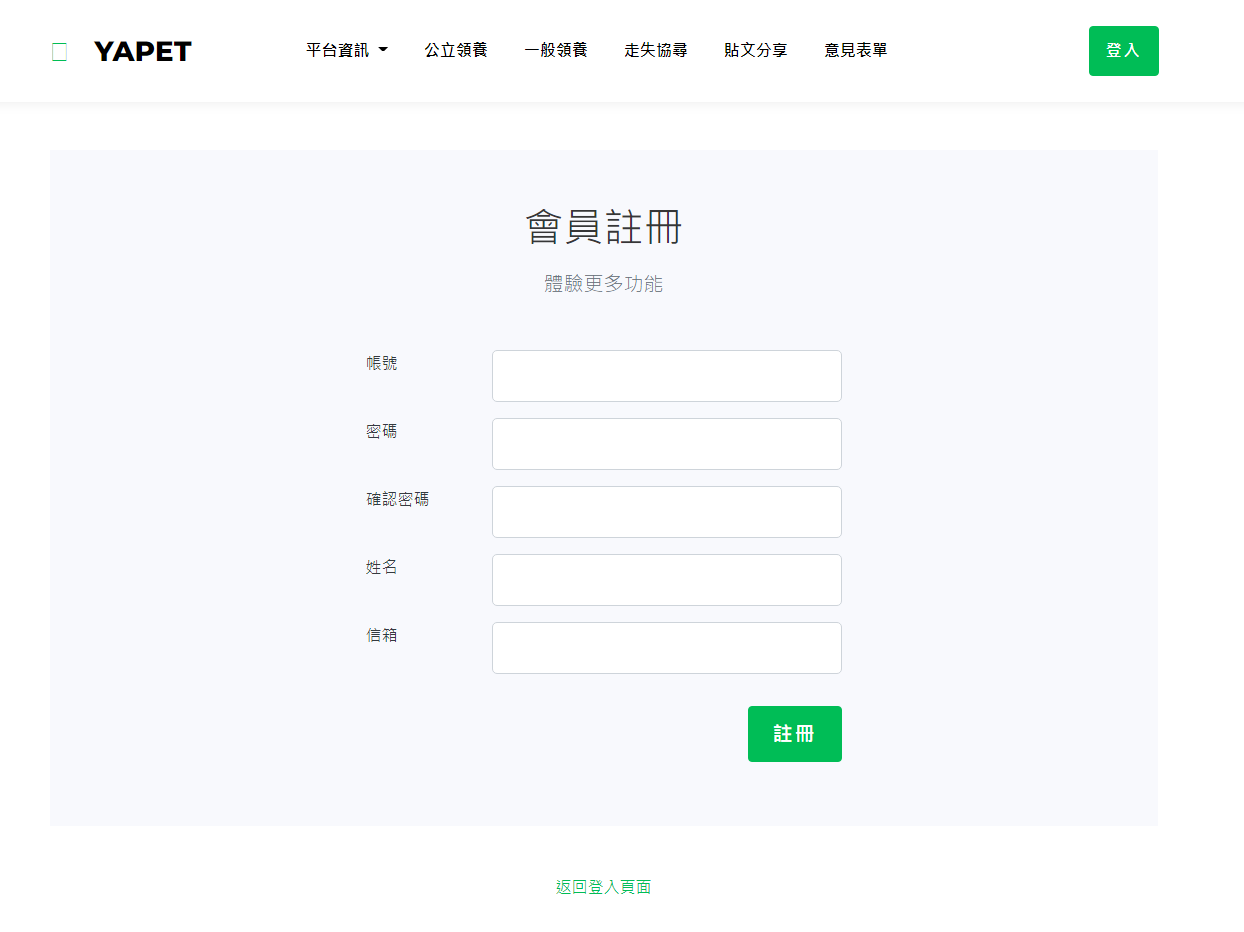 YAPET
平台資訊 公立領養 一般領養 走失協尋 貼文分享 意見表單 登入
會員註冊
體驗更多功能
帳號
密碼
確認密碼
姓名
信箱
註冊
返回登入頁面